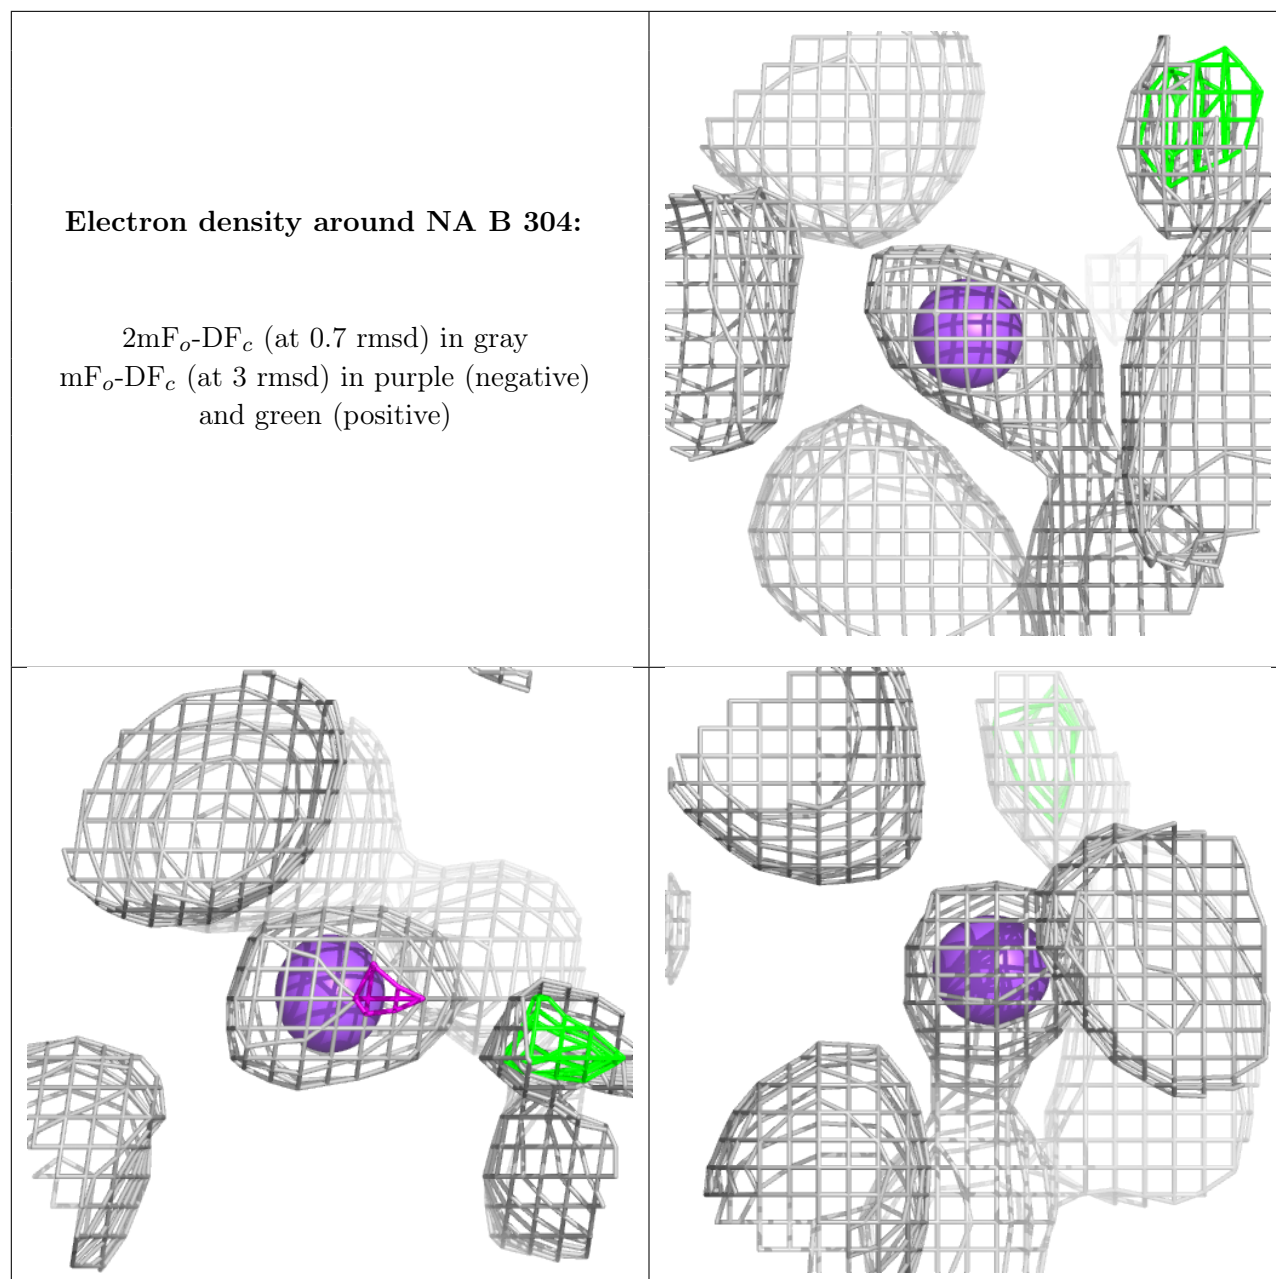 Electron density around NA B 304:
2mFo-DFc (at 0.7 rmsd) in gray
mFo-DFc (at 3 rmsd) in purple (negative)
and green (positive)